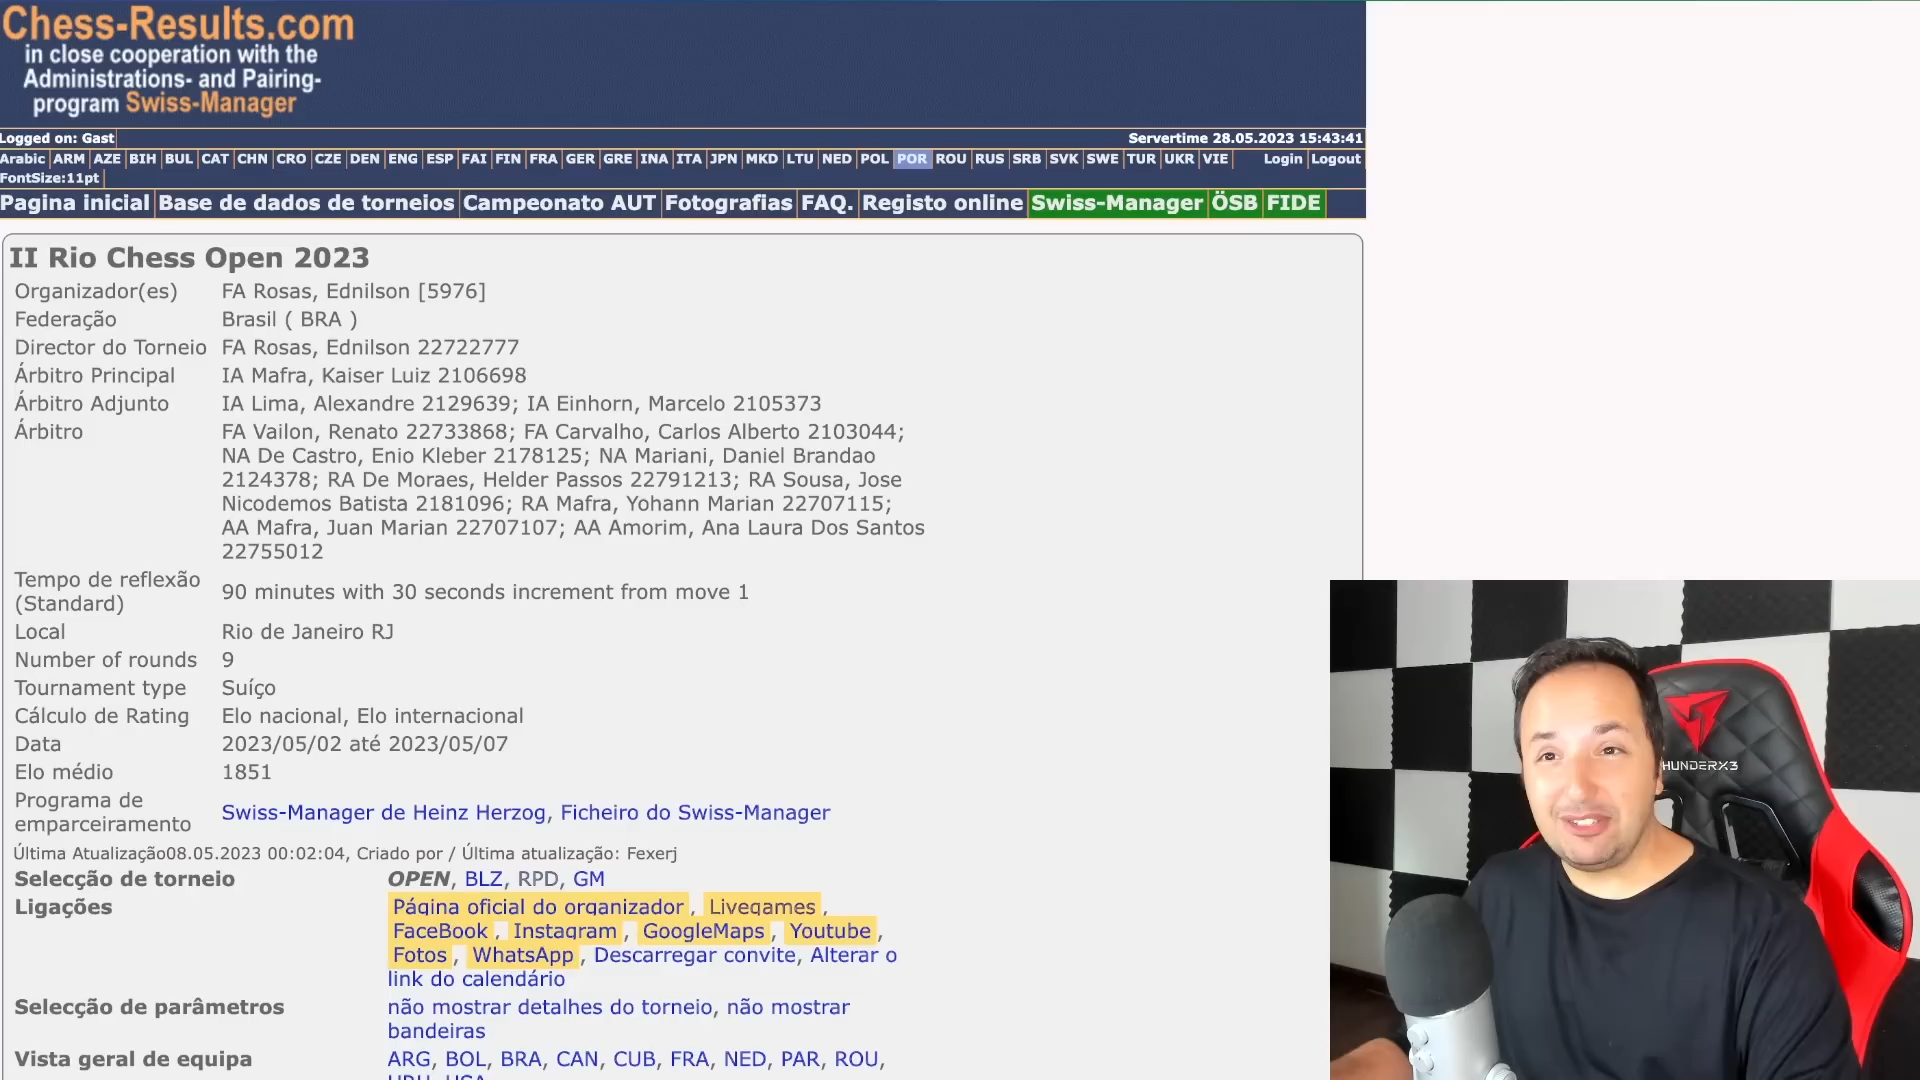 Chess-Results.com
in close cooperation with the
Administrations- and Pairing-
program Swiss-Manager
Logged on: Gast
Servertime 28.05.2023 15:43:41
Arabic ARM AZE BIH BUL CAT CHN CRO CZE DEN ENG ESP FAI FIN FRA GER GRE INA ITA JPN MKD LTU NED POL POR ROU RUS SRB SVK SWE TUR UKR VIE Login Logout
FontSize:11pt
Pagina inicial Base de dados de torneios Campeonato AUT Fotografias FAQ. Registo online Swiss-Manager ÖSB FIDE
II Rio Chess Open 2023
Organizador(es) FA Rosas, Ednilson [5976]
Federação Brasil ( BRA )
Director do Torneio FA Rosas, Ednilson 22722777
Árbitro Principal IA Mafra, Kaiser Luiz 2106698
Árbitro Adjunto IA Lima, Alexandre 2129639; IA Einhorn, Marcelo 2105373
Árbitro FA Vailon, Renato 22733868; FA Carvalho, Carlos Alberto 2103044;
NA De Castro, Enio Kleber 2178125; NA Mariani, Daniel Brandao
2124378; RA De Moraes, Helder Passos 22791213; RA Sousa, Jose
Nicodemos Batista 2181096; RA Mafra, Yohann Marian 22707115;
AA Mafra, Juan Marian 22707107; AA Amorim, Ana Laura Dos Santos
22755012
Tempo de reflexão
(Standard)
90 minutes with 30 seconds increment from move 1
Local Rio de Janeiro RJ
Number of rounds 9
Tournament type Suíço
Cálculo de Rating Elo nacional, Elo internacional
Data 2023/05/02 até 2023/05/07
Elo médio 1851
Programa de
emparceiramento
Swiss-Manager de Heinz Herzog, Ficheiro do Swiss-Manager
Última Atualização08.05.2023 00:02:04, Criado por / Última atualização: Fexerj
Selecção de torneio OPEN, BLZ, RPD, GM
Ligações Página oficial do organizador , Livegames ,
FaceBook , Instagram , GoogleMaps , Youtube ,
Fotos , WhatsApp , Descarregar convite, Alterar o
link do calendário
Selecção de parâmetros não mostrar detalhes do torneio, não mostrar
bandeiras
Vista geral de equipa ARG, BOL, BRA, CAN, CUB, FRA, NED, PAR, ROU,
HUNDERX3